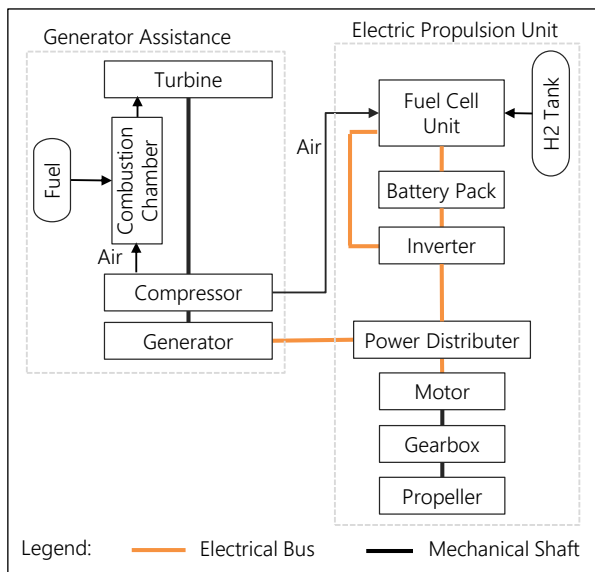 Generator Assistance
Electric Propulsion Unit
Turbine
Fuel
Combustion
Chamber
Air
Compressor
Generator
Air
Fuel Cell
Unit
H2 Tank
Battery Pack
Inverter
Power Distributer
Motor
Gearbox
Propeller
Legend:
Electrical Bus
Mechanical Shaft